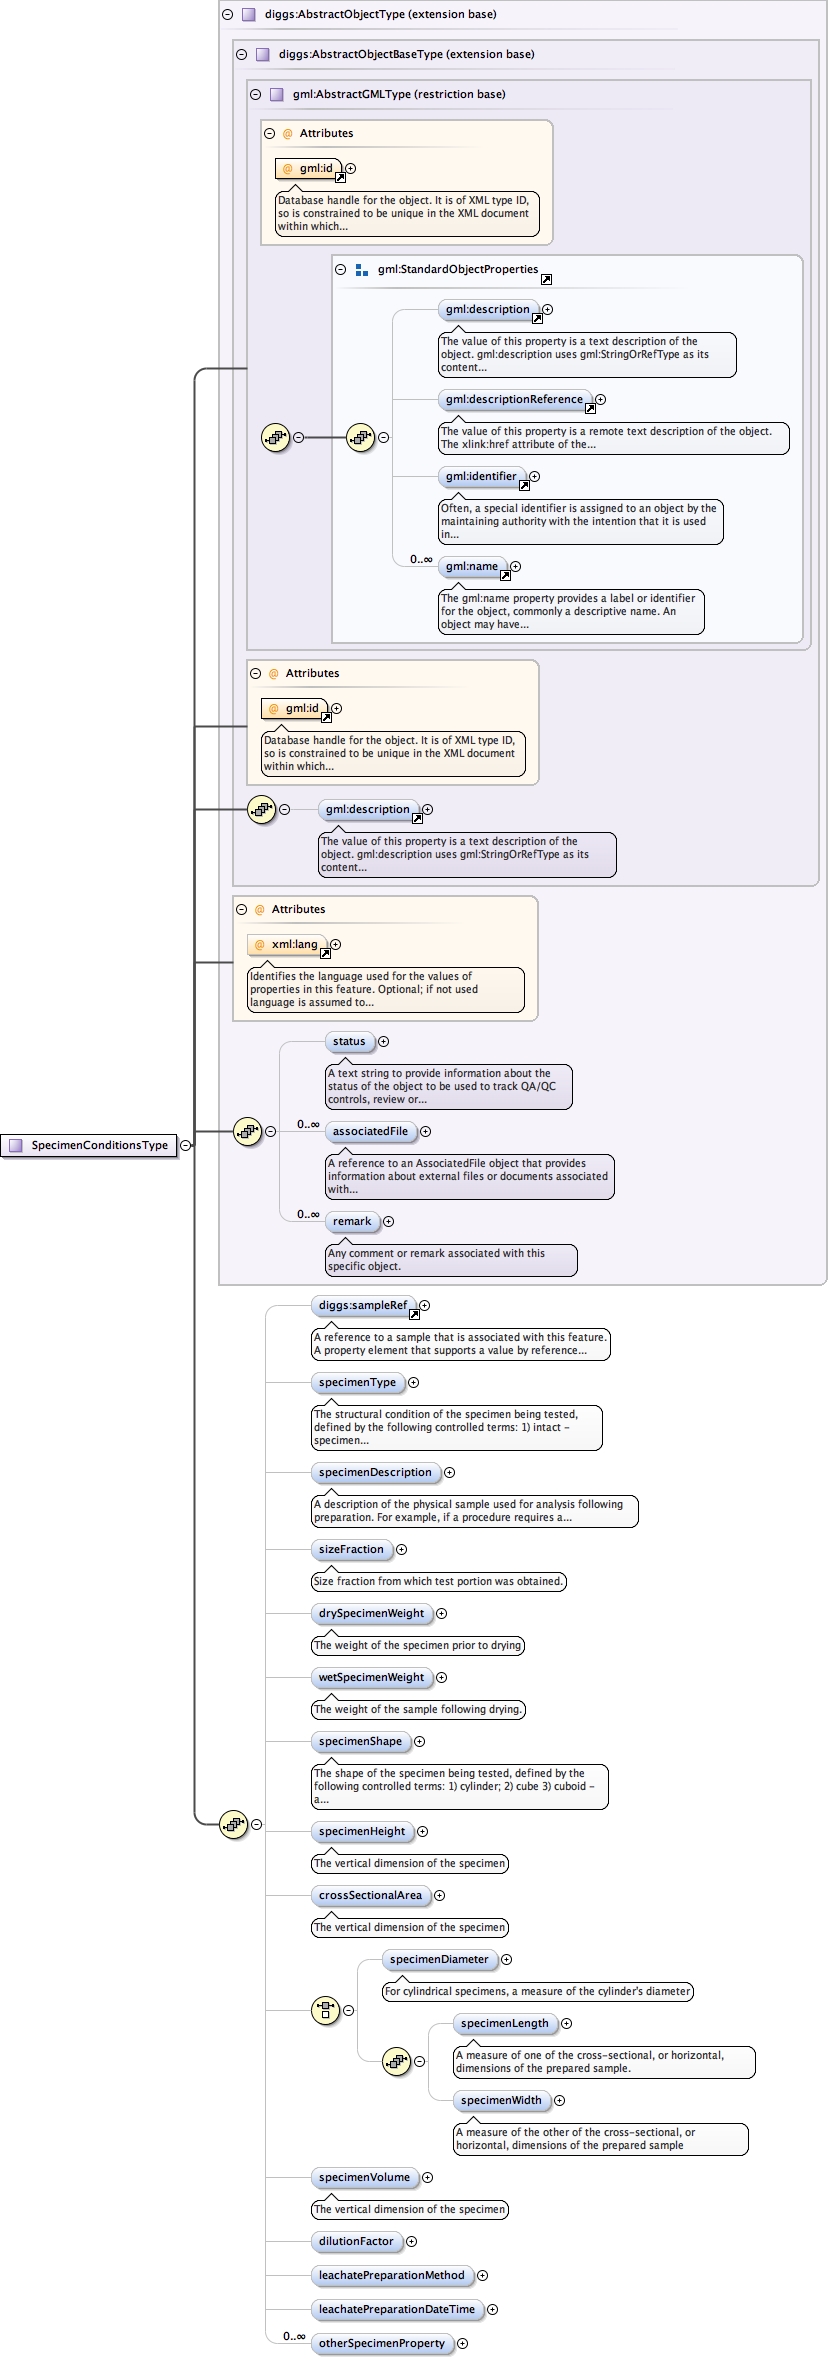 diggs:AbstractObjectType (extension base)
diggs:AbstractObjectBaseType (extension base)
gml:AbstractGMLType (restriction base)
@ Attributes
@ gml:id
Database handle for the object. It is of XML type ID,
so is constrained to be unique in the XML document
within which...
gml:StandardObjectProperties
gml:description
The value of this property is a text description of the
object. gml:description uses gml:StringOrRefType as its
content...
gml:descriptionReference
The value of this property is a remote text description of the object.
The xlink:href attribute of the...
gml:identifier
Often, a special identifier is assigned to an object by the
maintaining authority with the intention that it is used
in...
0..∞
gml:name
The gml:name property provides a label or identifier
for the object, commonly a descriptive name. An
object may have...
@ Attributes
@ gml:id
Database handle for the object. It is of XML type ID,
so is constrained to be unique in the XML document
within which...
gml:description
The value of this property is a text description of the
object. gml:description uses gml:StringOrRefType as its
content...
@ Attributes
@ xml:lang
Identifies the language used for the values of
properties in this feature. Optional; if not used
language is assumed to...
status
A text string to provide information about the
status of the object to be used to track QA/QC
controls, review or...
0..∞
associatedFile
SpecimenConditionsType
A reference to an AssociatedFile object that provides
information about external files or documents associated
with...
0..∞
remark
Any comment or remark associated with this
specific object.
diggs:sampleRef
A reference to a sample that is associated with this feature.
A property element that supports a value by reference...
specimenType
The structural condition of the specimen being tested,
defined by the following controlled terms: 1) intact -
specimen...
specimenDescription
A description of the physical sample used for analysis following
preparation. For example, if a procedure requires a...
sizeFraction
Size fraction from which test portion was obtained.
drySpecimenWeight
The weight of the specimen prior to drying
wetSpecimenWeight
The weight of the sample following drying.
specimenShape
The shape of the specimen being tested, defined by the
following controlled terms: 1) cylinder; 2) cube 3) cuboid -
a...
specimenHeight
The vertical dimension of the specimen
crossSectionalArea
The vertical dimension of the specimen
specimenDiameter
For cylindrical specimens, a measure of the cylinder's diameter
specimenLength
A measure of one of the cross-sectional, or horizontal,
dimensions of the prepared sample.
specimenWidth
A measure of the other of the cross-sectional, or
horizontal, dimensions of the prepared sample
specimenVolume
The vertical dimension of the specimen
dilutionFactor
leachatePreparationMethod
leachatePreparationDateTime
0..∞
otherSpecimenProperty